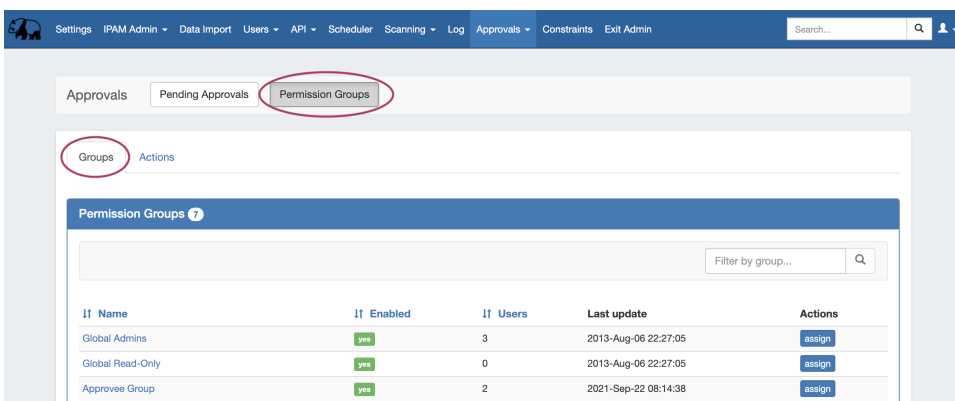 Settings IPAM Admin Data Import Users API Scheduler Scanning Log Approvals Constraints Exit Admin Search...
Approvals Pending Approvals Permission Groups
Groups Actions
Permission Groups 7
Filter by group...
Name Enabled Users Last update Actions
Global Admins yes 3 2013-Aug-06 22:27:05 assign
Global Read-Only yes 0 2013-Aug-06 22:27:05 assign
Approvee Group yes 2 2021-Sep-22 08:14:38 assign